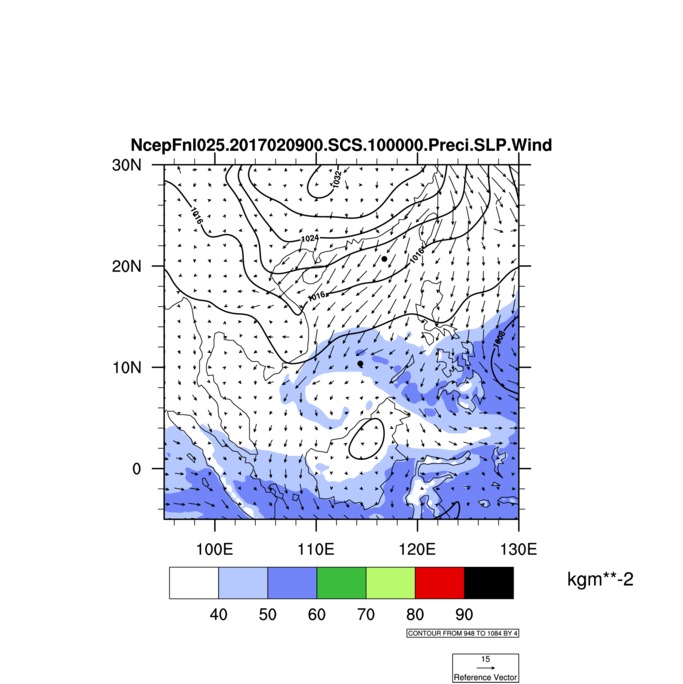 NcepFnl025.2017020900.SCS.100000.Preci.SLP.Wind
30N
1032
1016
1024
1016
20N
1016
1008
10N
0
100E 110E 120E 130E
kgm**-2
40 50 60 70 80 90
CONTOUR FROM 948 TO 1084 BY 4
15
Reference Vector